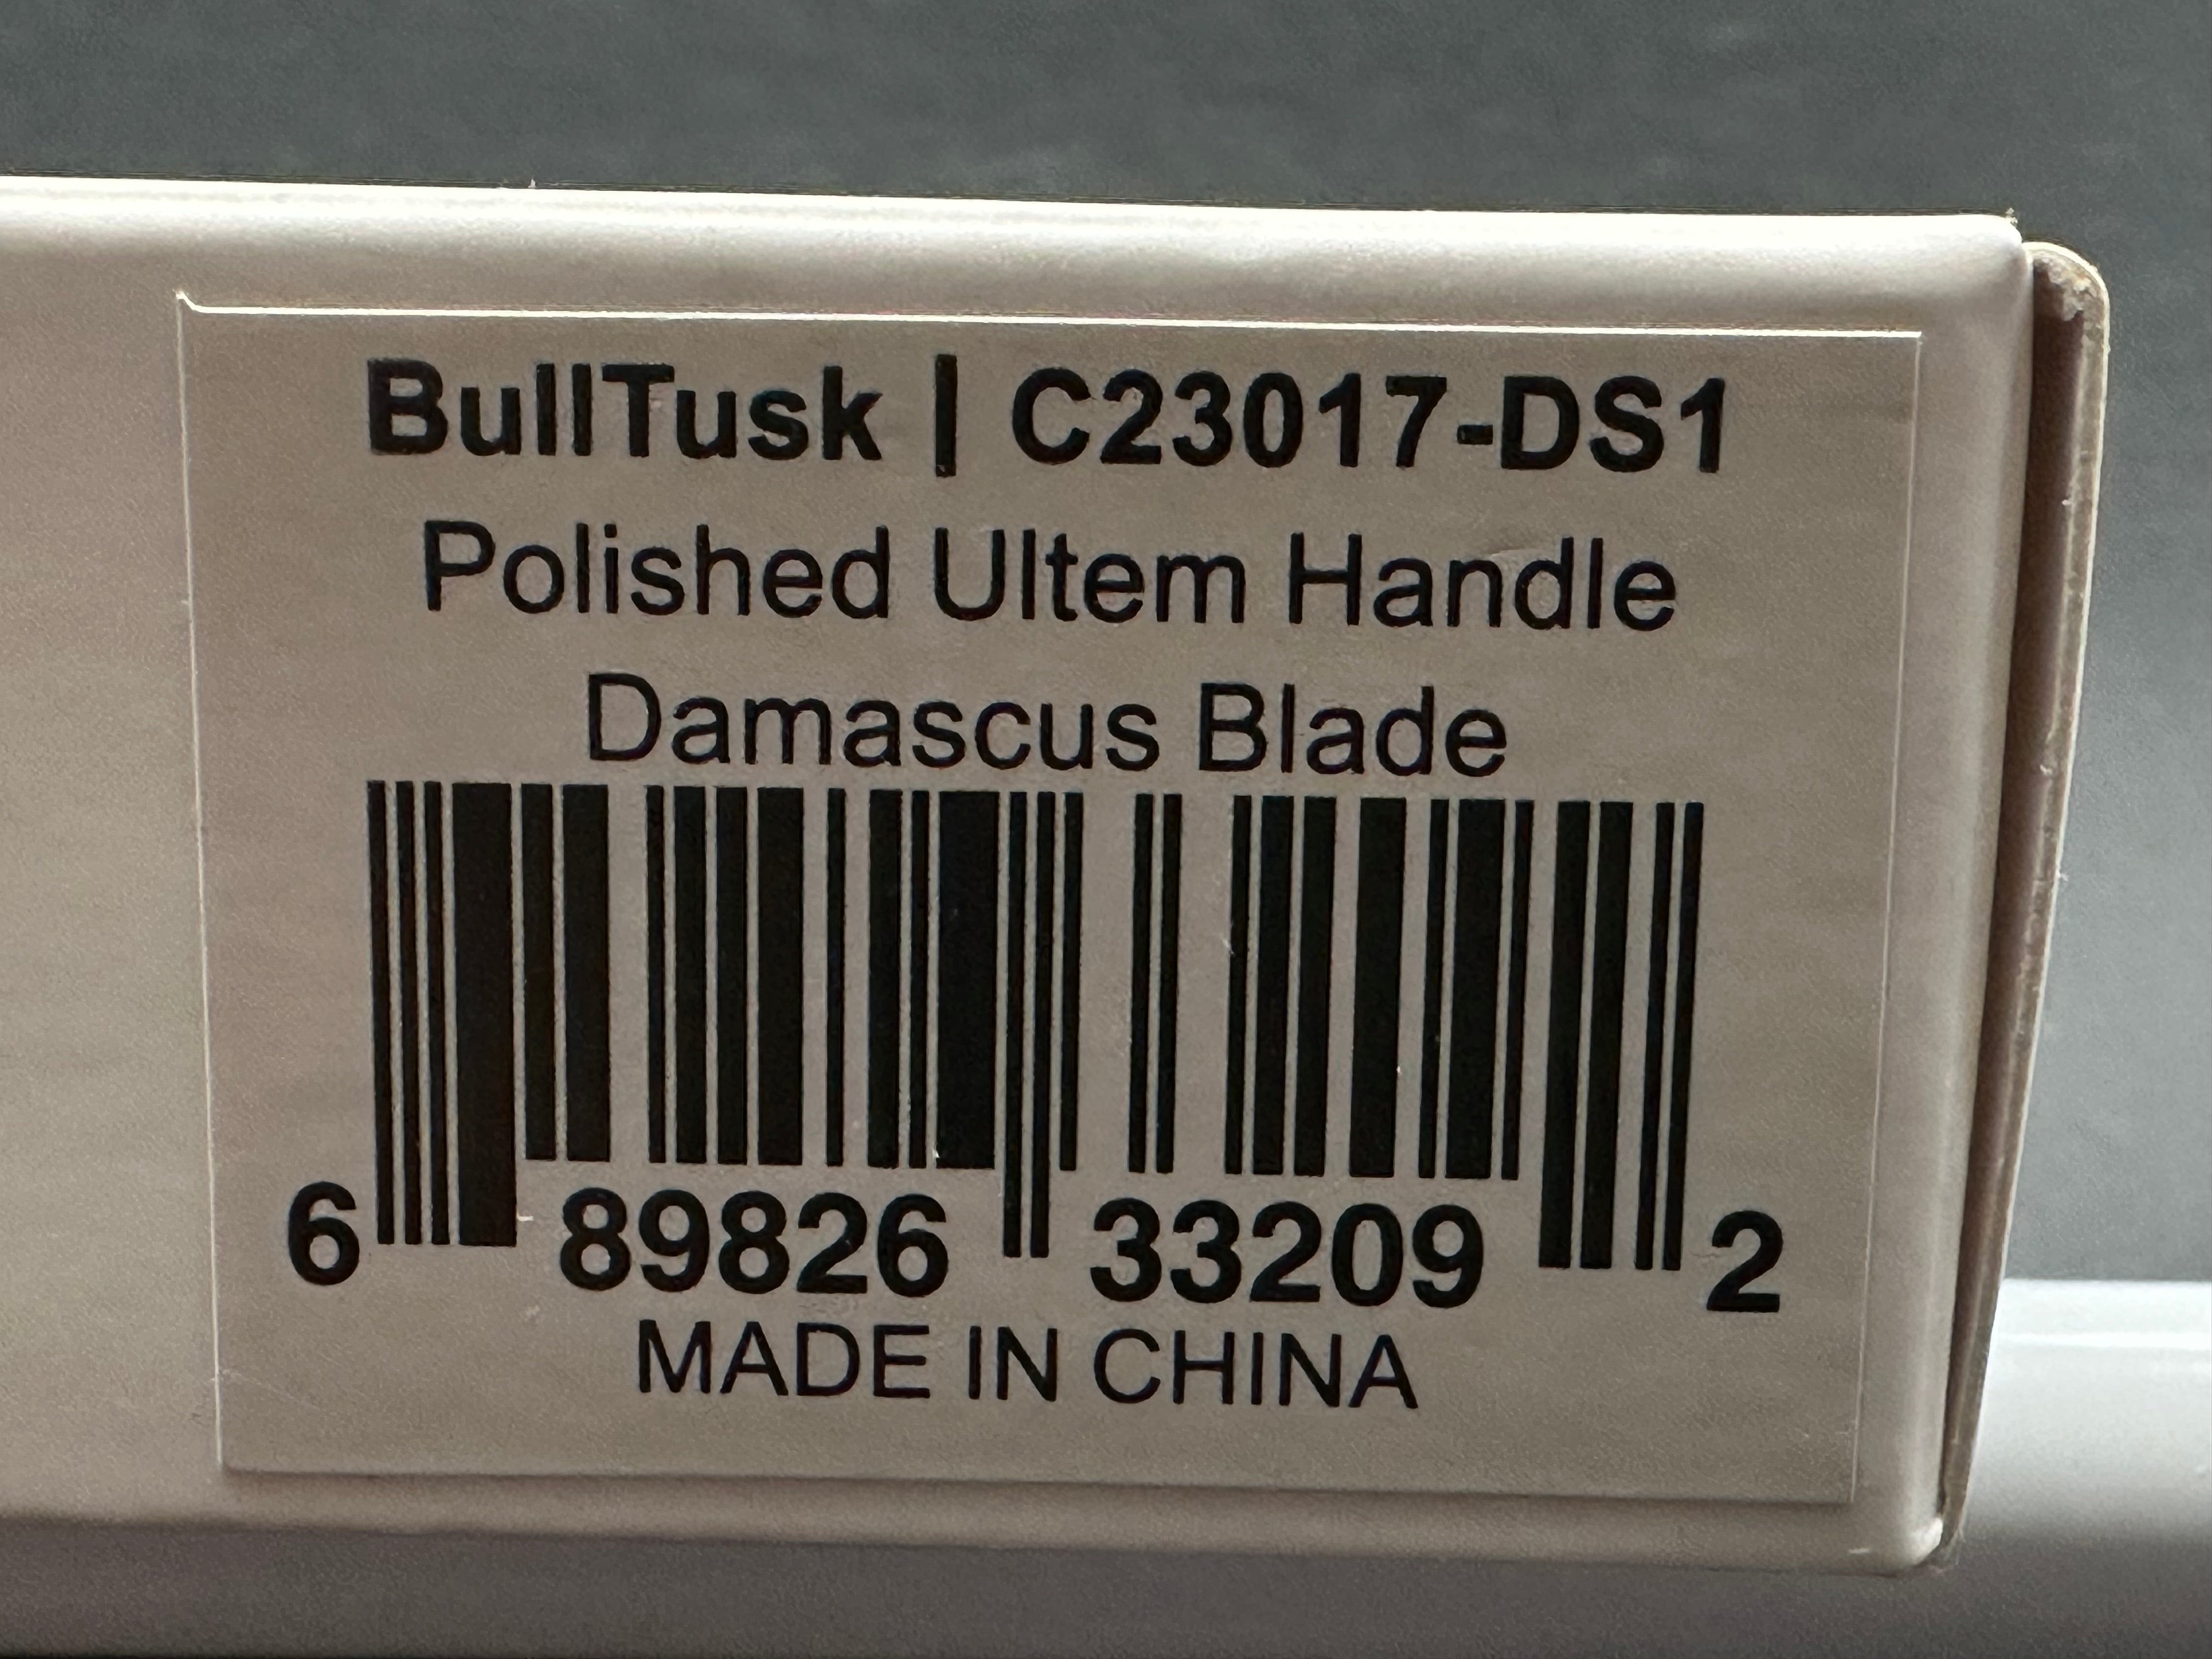 BullTusk | C23017-DS1
Polished Ultem Handle
Damascus Blade
6 89826 33209 2
MADE IN CHINA